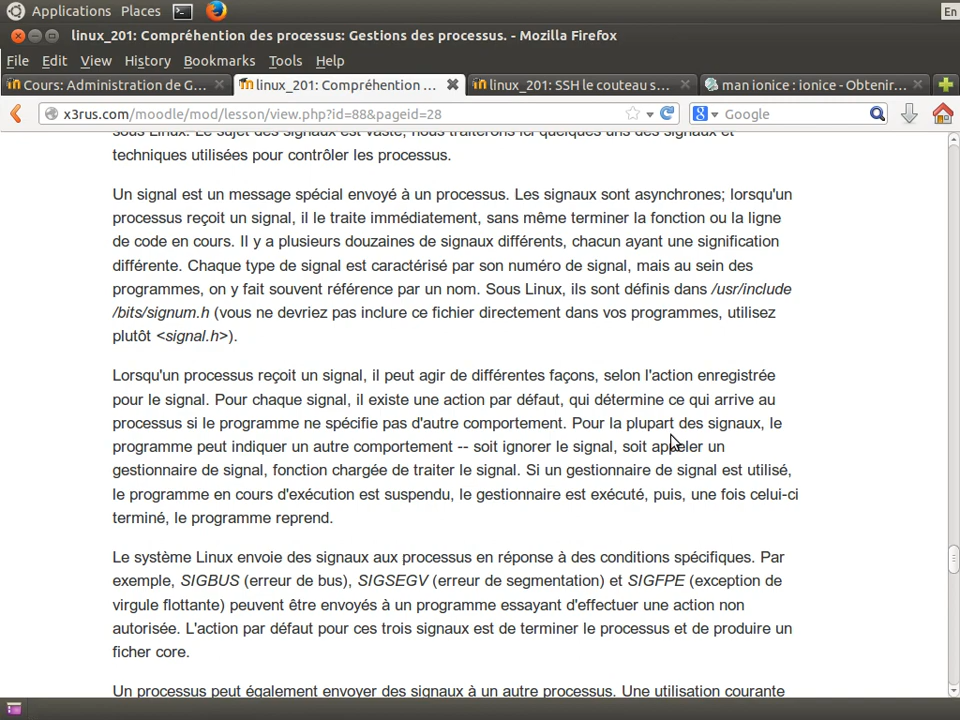 Applications Places En
linux_201: Compréhention des processus: Gestions des processus. - Mozilla Firefox
File Edit View History Bookmarks Tools Help
Cours: Administration de G... linux_201: Compréhention ... linux_201: SSH le couteau s... man ionice : ionice - Obtenir...
x3rus.com/moodle/mod/lesson/view.php?id=88&pageid=28 Google
sous Linux. Le sujet des signaux est vaste, nous traiterons ici quelques uns des signaux et
techniques utilisées pour contrôler les processus.
Un signal est un message spécial envoyé à un processus. Les signaux sont asynchrones; lorsqu'un
processus reçoit un signal, il le traite immédiatement, sans même terminer la fonction ou la ligne
de code en cours. Il y a plusieurs douzaines de signaux différents, chacun ayant une signification
différente. Chaque type de signal est caractérisé par son numéro de signal, mais au sein des
programmes, on y fait souvent référence par un nom. Sous Linux, ils sont définis dans /usr/include
/bits/signum.h (vous ne devriez pas inclure ce fichier directement dans vos programmes, utilisez
plutôt <signal.h>).
Lorsqu'un processus reçoit un signal, il peut agir de différentes façons, selon l'action enregistrée
pour le signal. Pour chaque signal, il existe une action par défaut, qui détermine ce qui arrive au
processus si le programme ne spécifie pas d'autre comportement. Pour la plupart des signaux, le
programme peut indiquer un autre comportement -- soit ignorer le signal, soit appeler un
gestionnaire de signal, fonction chargée de traiter le signal. Si un gestionnaire de signal est utilisé,
le programme en cours d'exécution est suspendu, le gestionnaire est exécuté, puis, une fois celui-ci
terminé, le programme reprend.
Le système Linux envoie des signaux aux processus en réponse à des conditions spécifiques. Par
exemple, SIGBUS (erreur de bus), SIGSEGV (erreur de segmentation) et SIGFPE (exception de
virgule flottante) peuvent être envoyés à un programme essayant d'effectuer une action non
autorisée. L'action par défaut pour ces trois signaux est de terminer le processus et de produire un
ficher core.
Un processus peut également envoyer des signaux à un autre processus. Une utilisation courante